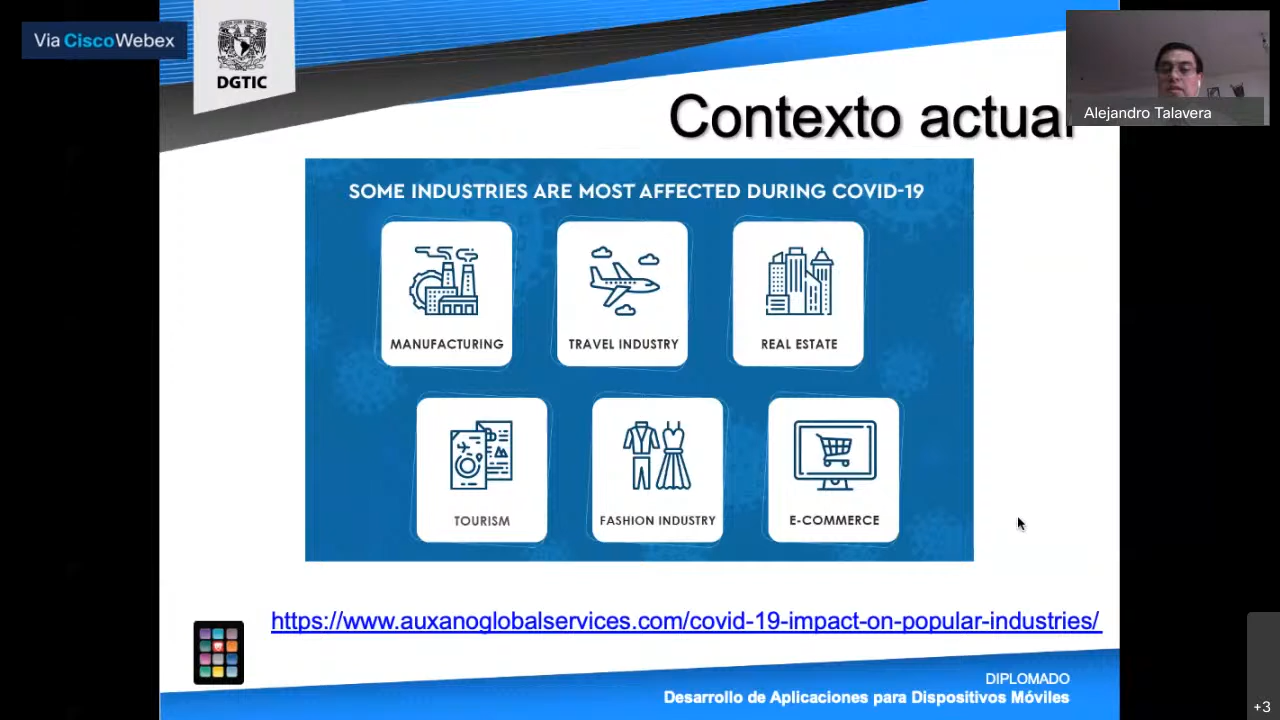 Via CiscoWebex
DGTIC
Alejandro Talavera
Contexto actual
SOME INDUSTRIES ARE MOST AFFECTED DURING COVID-19
MANUFACTURING
TRAVEL INDUSTRY
REAL ESTATE
TOURISM
FASHION INDUSTRY
E-COMMERCE
https://www.auxanoglobalservices.com/covid-19-impact-on-popular-industries/
DIPLOMADO
Desarrollo de Aplicaciones para Dispositivos Móviles
+3